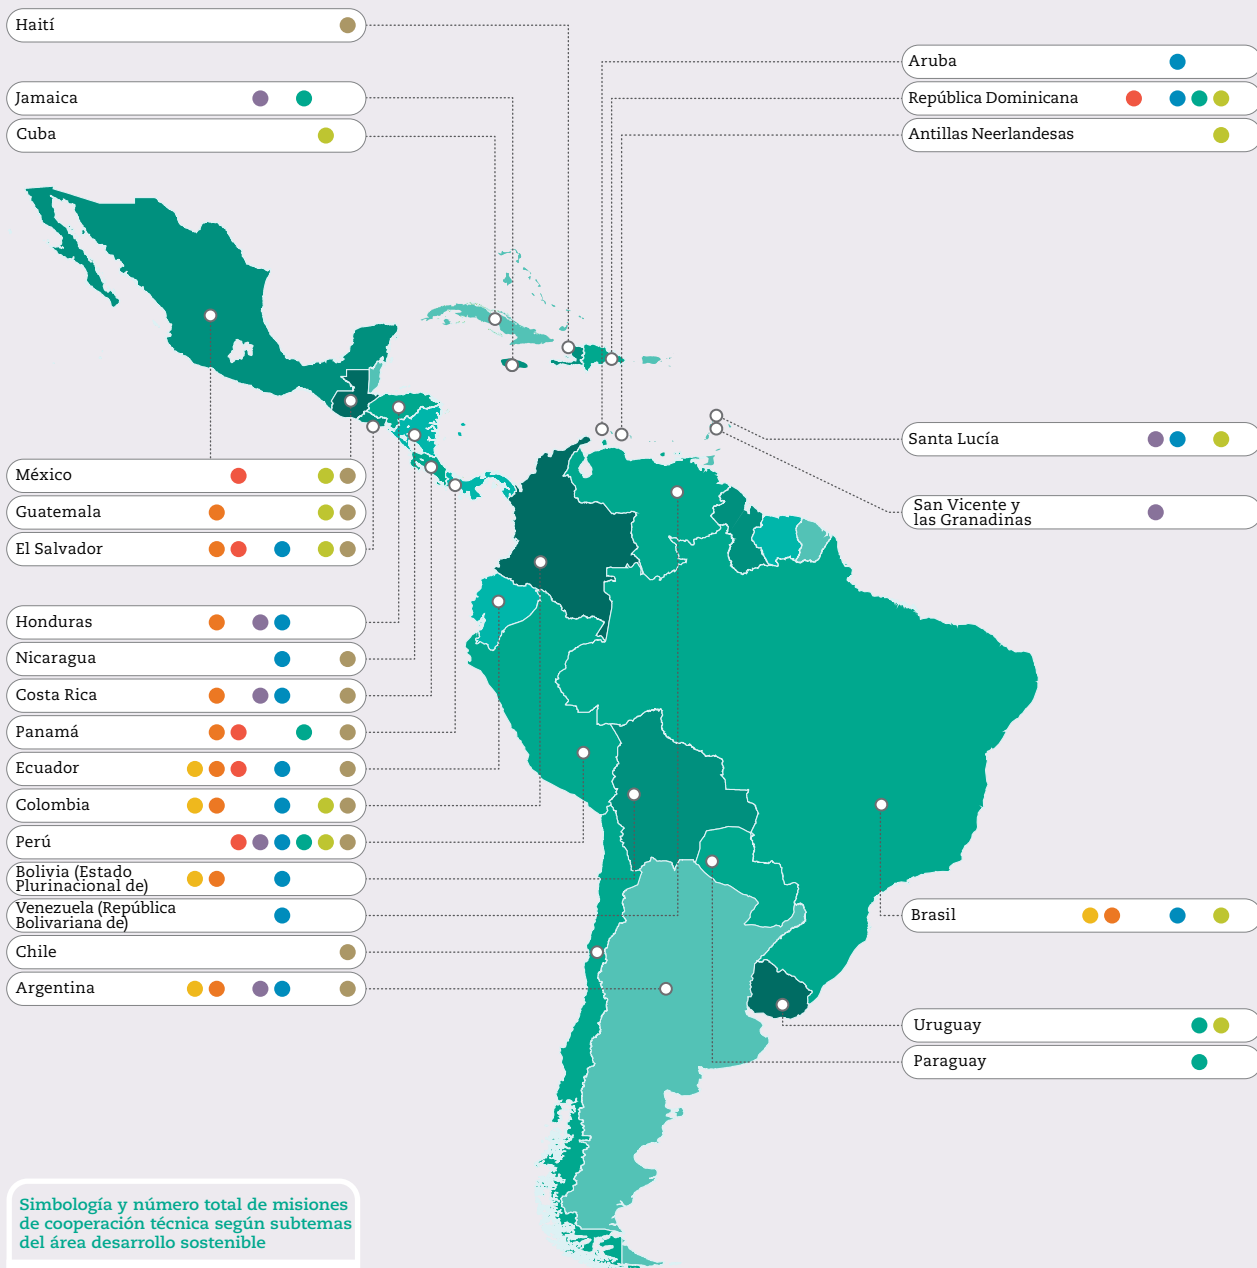 Haití
Jamaica
Cuba
Aruba
República Dominicana
Antillas Neerlandesas
Santa Lucía
San Vicente y
las Granadinas
México
Guatemala
El Salvador
Honduras
Nicaragua
Costa Rica
Panamá
Ecuador
Colombia
Perú
Bolivia (Estado
Plurinacional de)
Venezuela (República
Bolivariana de)
Chile
Argentina
Brasil
Uruguay
Paraguay
Simbología y número total de misiones
de cooperación técnica según subtemas
del área desarrollo sostenible